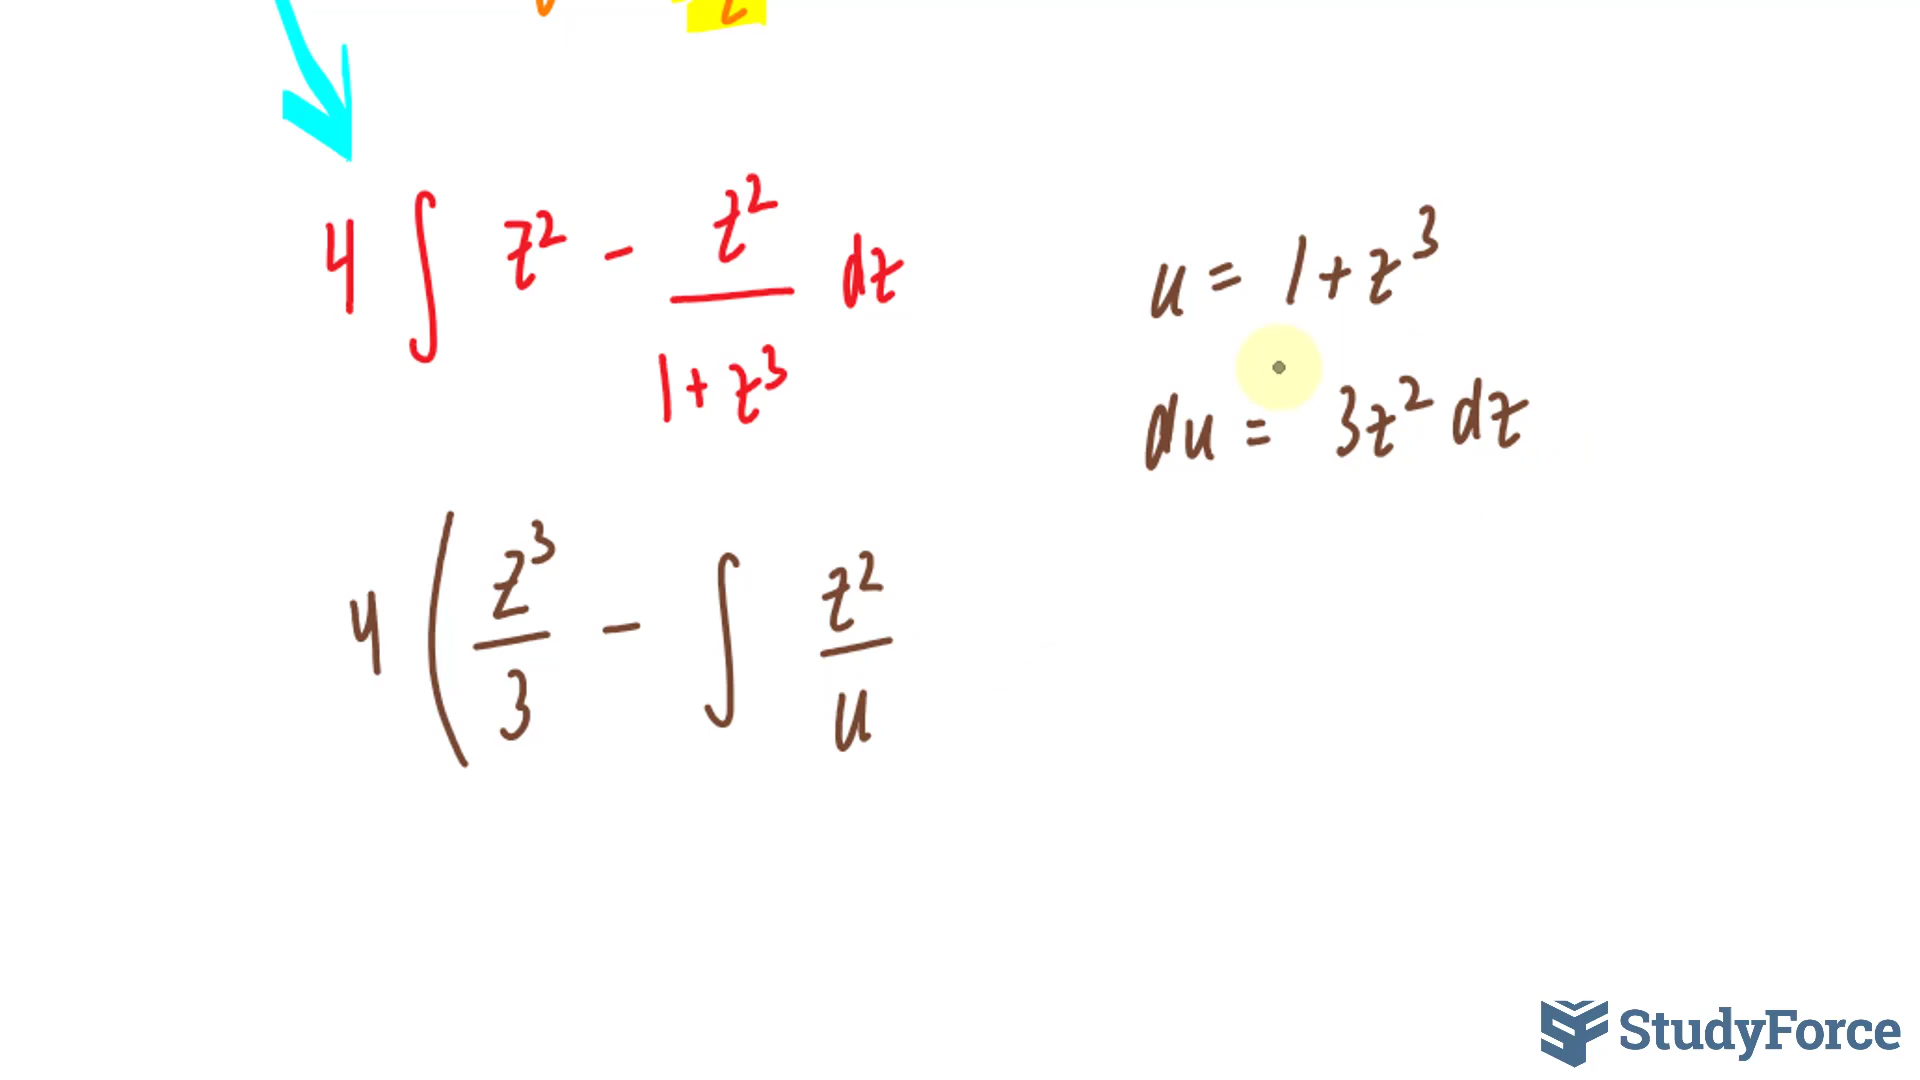 4 ∫ z² - z²/(1+z³) dz
u = 1+z³
du = 3z² dz
4 ( z³/3 - ∫ z²/u
StudyForce